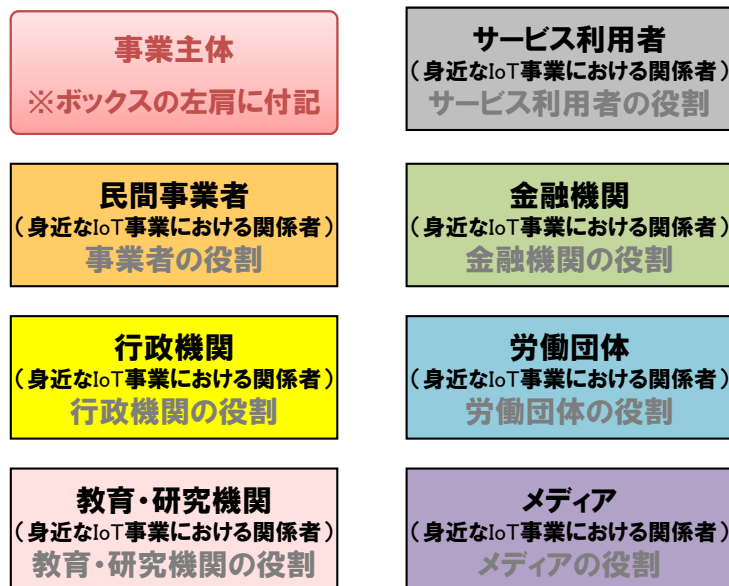 事業主体
※ボックスの左肩に付記
サービス利用者
（身近なIoT事業における関係者）
サービス利用者の役割
民間事業者
（身近なIoT事業における関係者）
事業者の役割
金融機関
（身近なIoT事業における関係者）
金融機関の役割
行政機関
（身近なIoT事業における関係者）
行政機関の役割
労働団体
（身近なIoT事業における関係者）
労働団体の役割
教育・研究機関
（身近なIoT事業における関係者）
教育・研究機関の役割
メディア
（身近なIoT事業における関係者）
メディアの役割